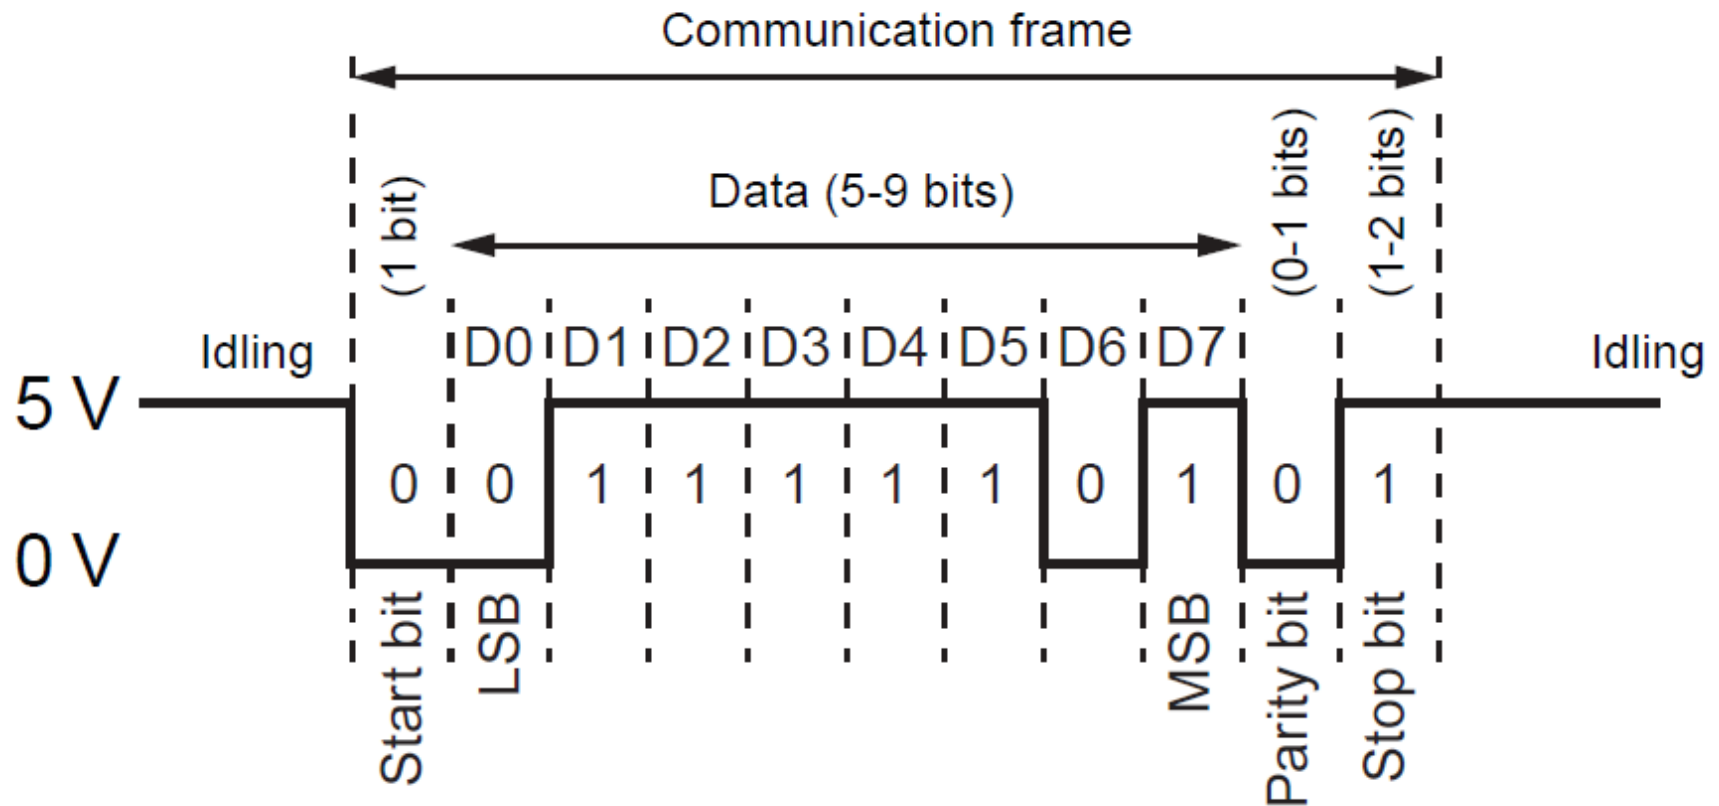 Communication frame
(1 bit)
Data (5-9 bits)
(0-1 bits)
(1-2 bits)
Idling
D0 D1 D2 D3 D4 D5 D6 D7
Idling
5 V
0 0 1 1 1 1 1 0 1 0 1
0 V
Start bit
LSB
MSB
Parity bit
Stop bit